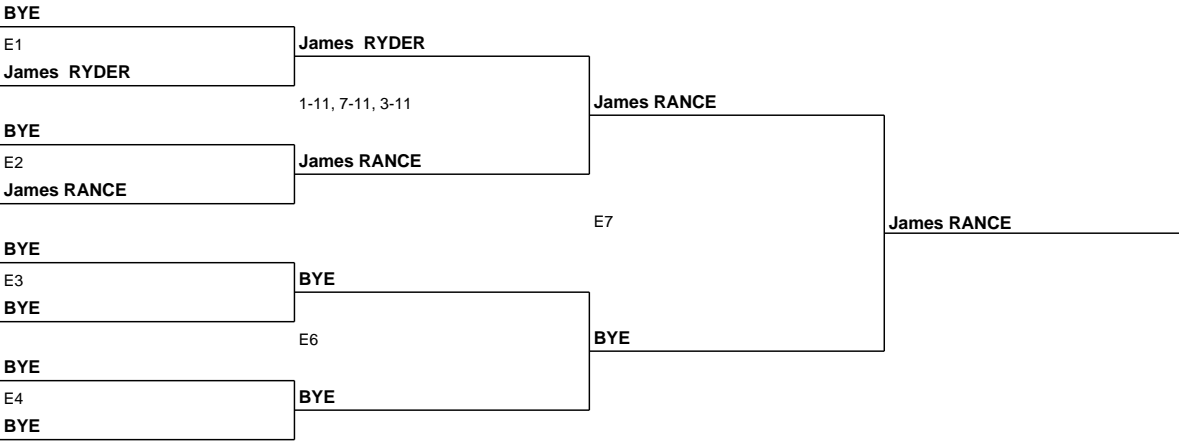 BYE
E1
James RYDER
James RYDER
1-11, 7-11, 3-11
James RANCE
BYE
E2
James RANCE
James RANCE
E7
James RANCE
BYE
E3
BYE
BYE
E6
BYE
BYE
E4
BYE
BYE